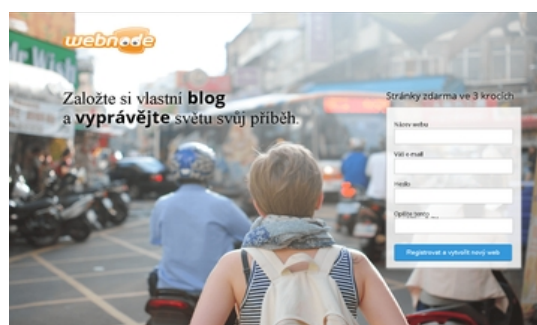 webnode
Založte si vlastní blog
a vyprávějte světu svůj příběh.
Stránky zdarma ve 3 krocích
Název webu
Váš e-mail
Heslo
Opište
Registrovat a vytvořit nový web